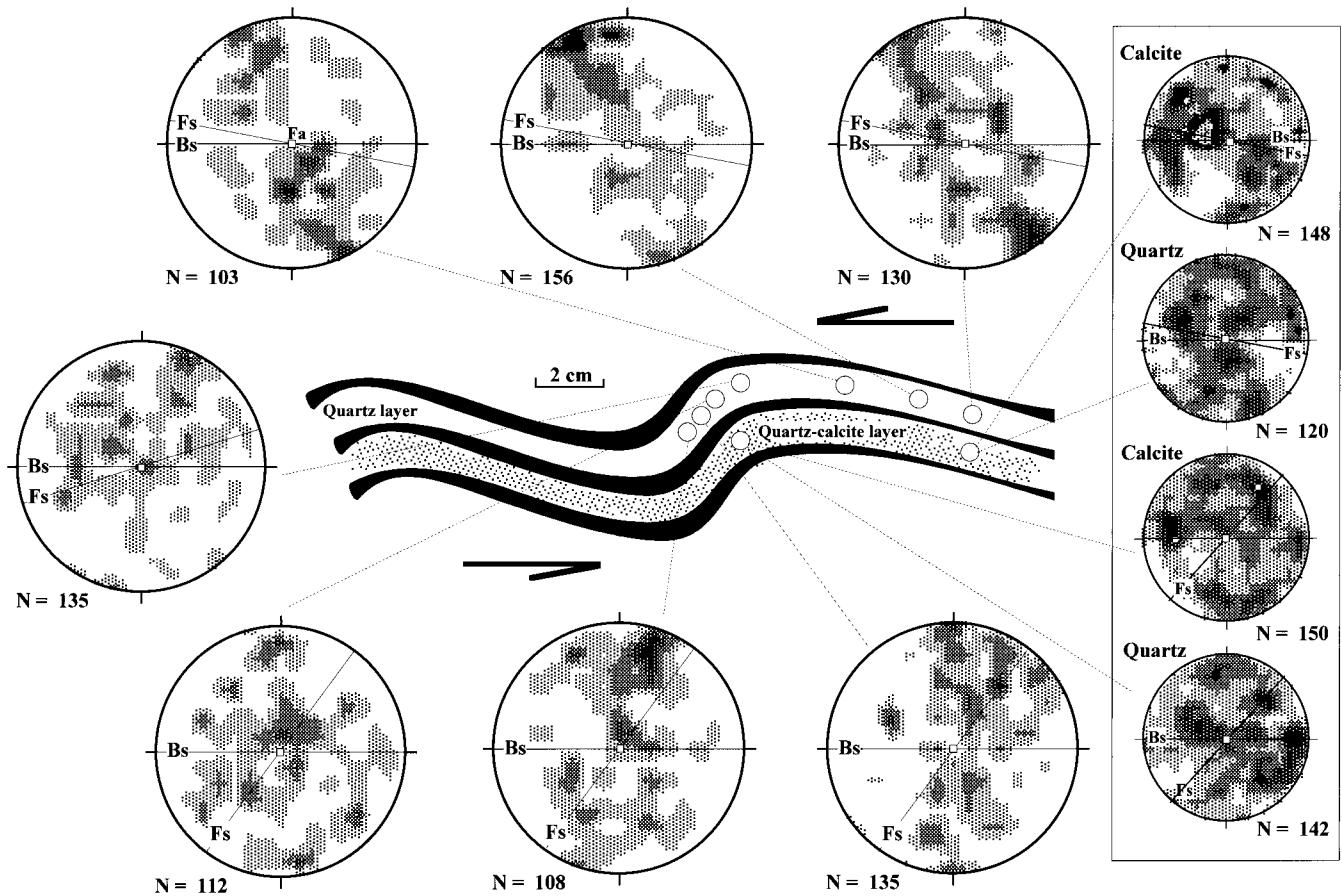 Fs
Bs
Fa
N = 103
Fs
Bs
N = 156
Fs
Bs
N = 130
Calcite
Bs
Fs
N = 148
Quartz
Bs
Fs
N = 120
Calcite
Fs
N = 150
Quartz
Bs
Fs
N = 142
2 cm
Quartz layer
Quartz-calcite layer
Bs
Fs
N = 135
Bs
Fs
N = 112
Bs
Fs
N = 108
Bs
Fs
N = 135